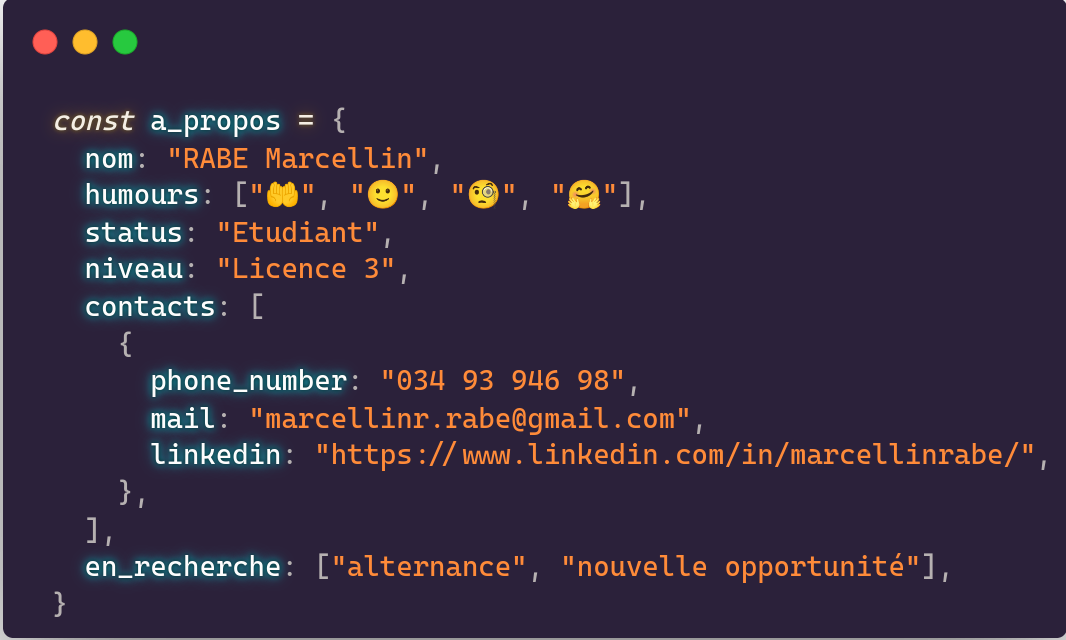 const a_propos = {
  nom: "RABE Marcellin",
  humours: ["🤲", "🙂", "🧐", "🤗"],
  status: "Etudiant",
  niveau: "Licence 3",
  contacts: [
    {
      phone_number: "034 93 946 98",
      mail: "marcellinr.rabe@gmail.com",
      linkedin: "https://www.linkedin.com/in/marcellinrabe/",
    },
  ],
  en_recherche: ["alternance", "nouvelle opportunité"],
}